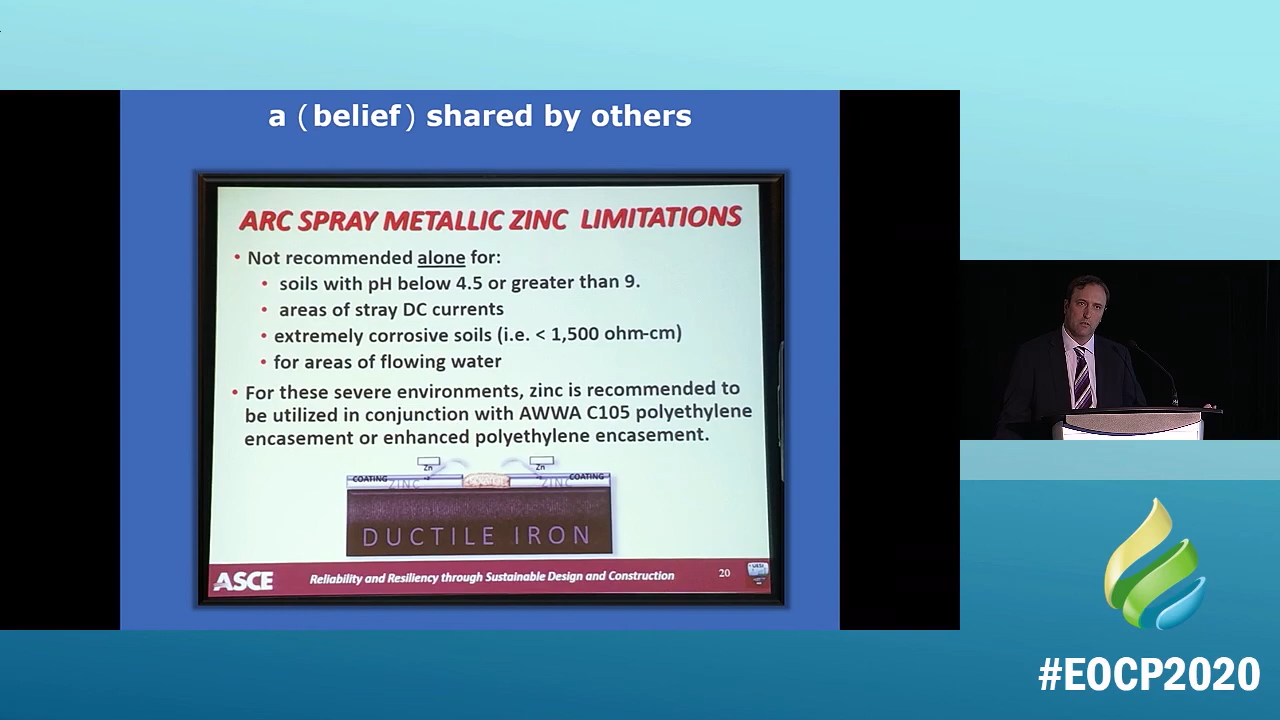 a (belief) shared by others
ARC SPRAY METALLIC ZINC LIMITATIONS
• Not recommended alone for:
• soils with pH below 4.5 or greater than 9.
• areas of stray DC currents
• extremely corrosive soils (i.e. < 1,500 ohm-cm)
• for areas of flowing water
• For these severe environments, zinc is recommended to
be utilized in conjunction with AWWA C105 polyethylene
encasement or enhanced polyethylene encasement.
Zn Zn
COATING COATING
ZINC ZINC
DUCTILE IRON
ASCE Reliability and Resiliency through Sustainable Design and Construction 20
#EOCP2020